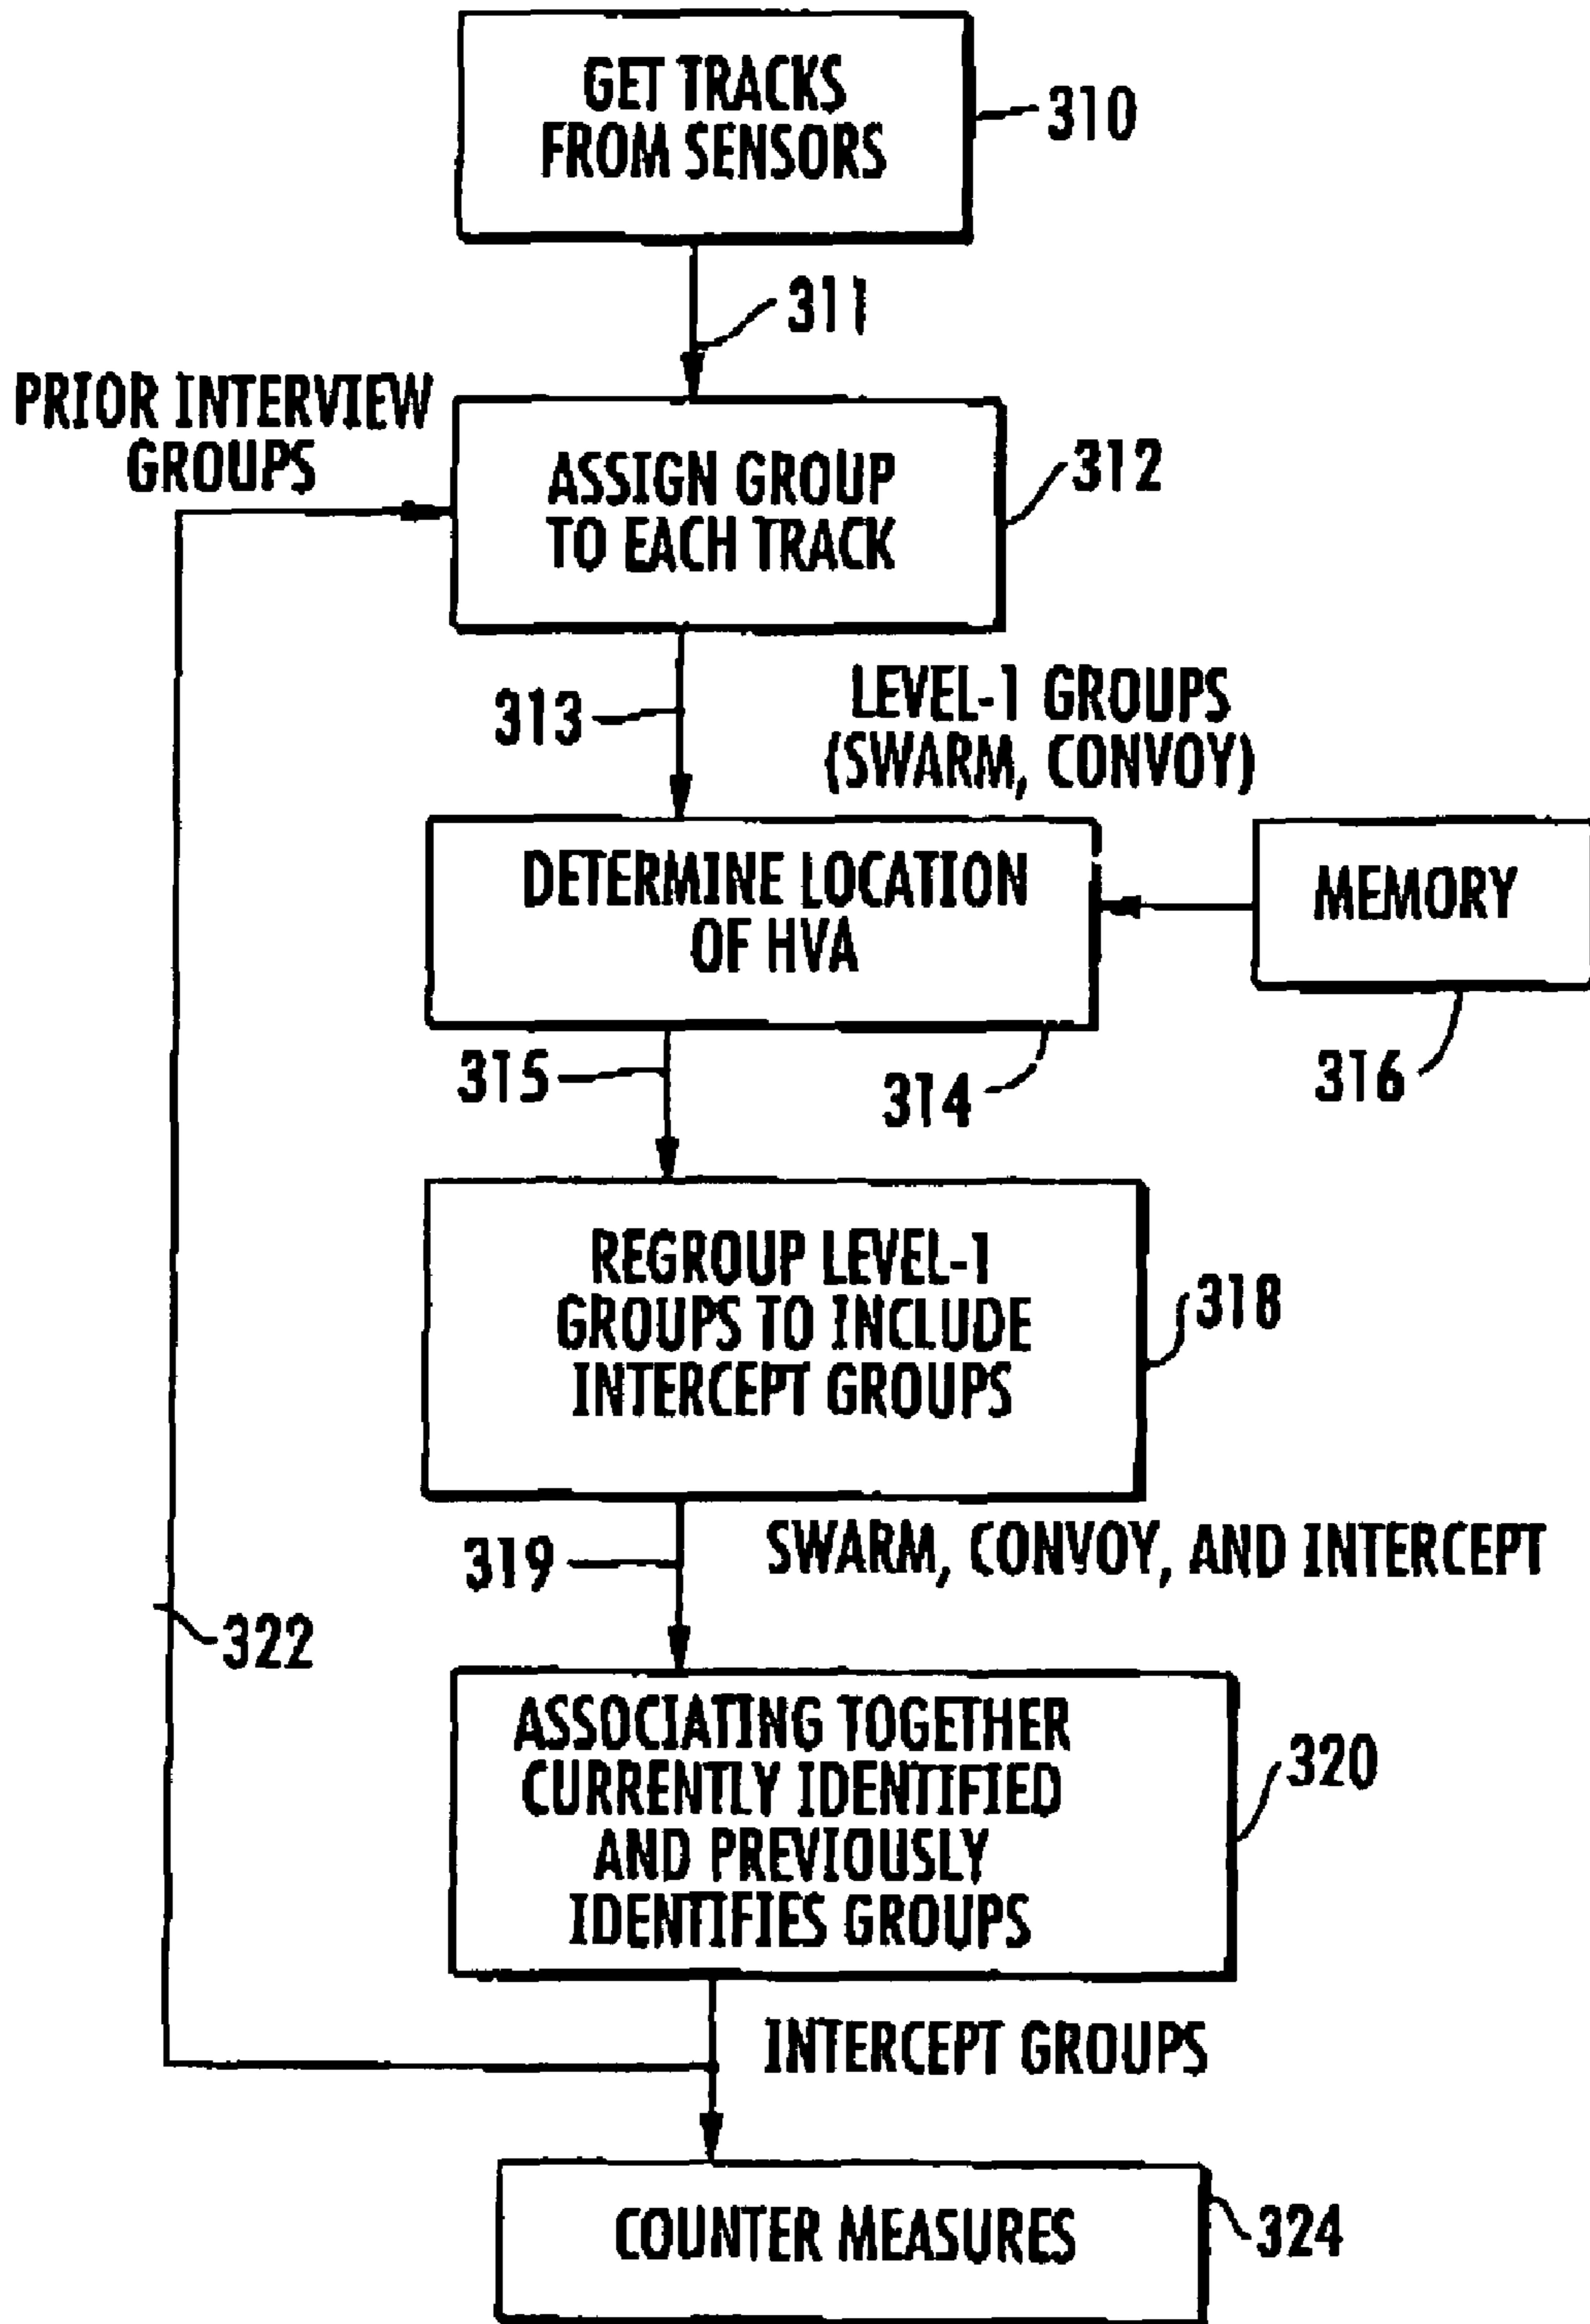 GET TRACKS
FROM SENSORS
310
311
PRIOR INTERVIEW
GROUPS
ASSIGN GROUP
TO EACH TRACK
312
313
LEVEL-1 GROUPS
(SWARM, CONVOY)
DETERMINE LOCATION
OF HVA
MEMORY
315
314
316
REGROUP LEVEL-1
GROUPS TO INCLUDE
INTERCEPT GROUPS
318
319
SWARM, CONVOY, AND INTERCEPT
322
ASSOCIATING TOGETHER
CURRENTLY IDENTIFIED
AND PREVIOUSLY
IDENTIFIES GROUPS
320
INTERCEPT GROUPS
COUNTER MEASURES
324